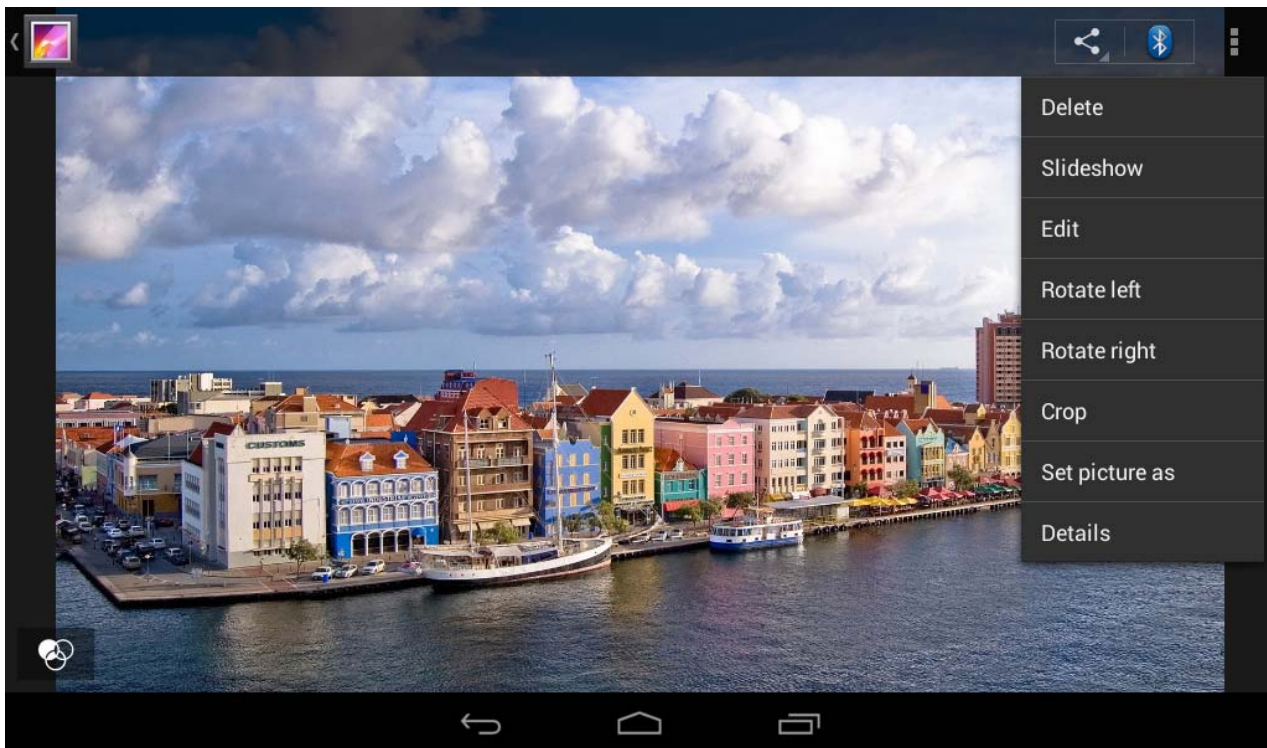 Delete
Slideshow
Edit
Rotate left
Rotate right
Crop
Set picture as
Details
CUSTOMS